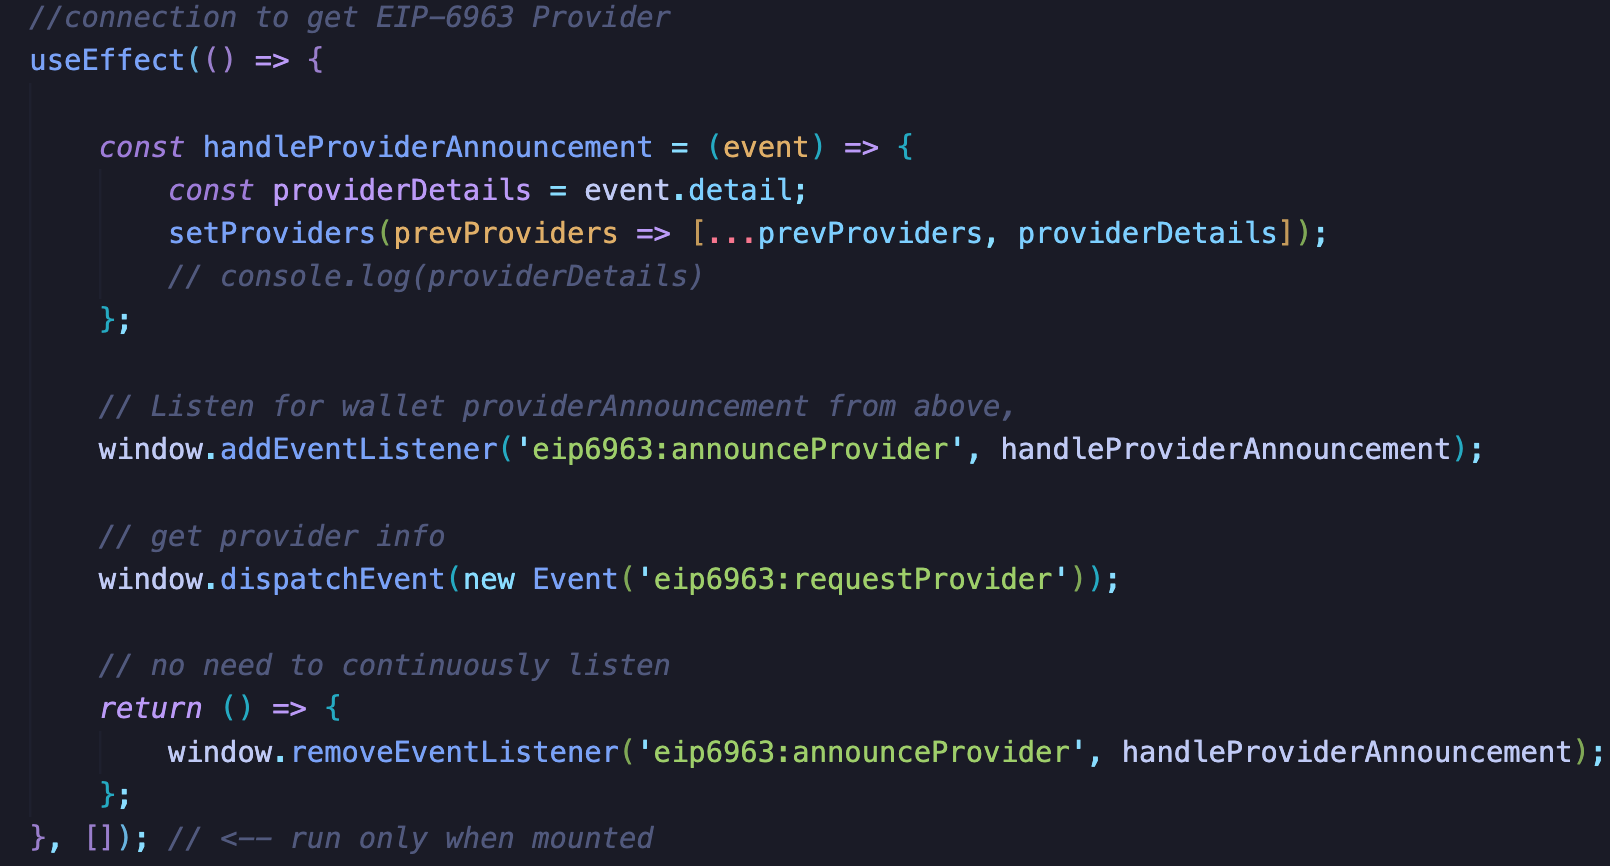 //connection to get EIP-6963 Provider
useEffect(() => {
const handleProviderAnnouncement = (event) => {
const providerDetails = event.detail;
setProviders(prevProviders => [...prevProviders, providerDetails]);
// console.log(providerDetails)
};
// Listen for wallet providerAnnouncement from above,
window.addEventListener('eip6963:announceProvider', handleProviderAnnouncement);
// get provider info
window.dispatchEvent(new Event('eip6963:requestProvider'));
// no need to continuously listen
return () => {
window.removeEventListener('eip6963:announceProvider', handleProviderAnnouncement);
};
}, []); // <-- run only when mounted